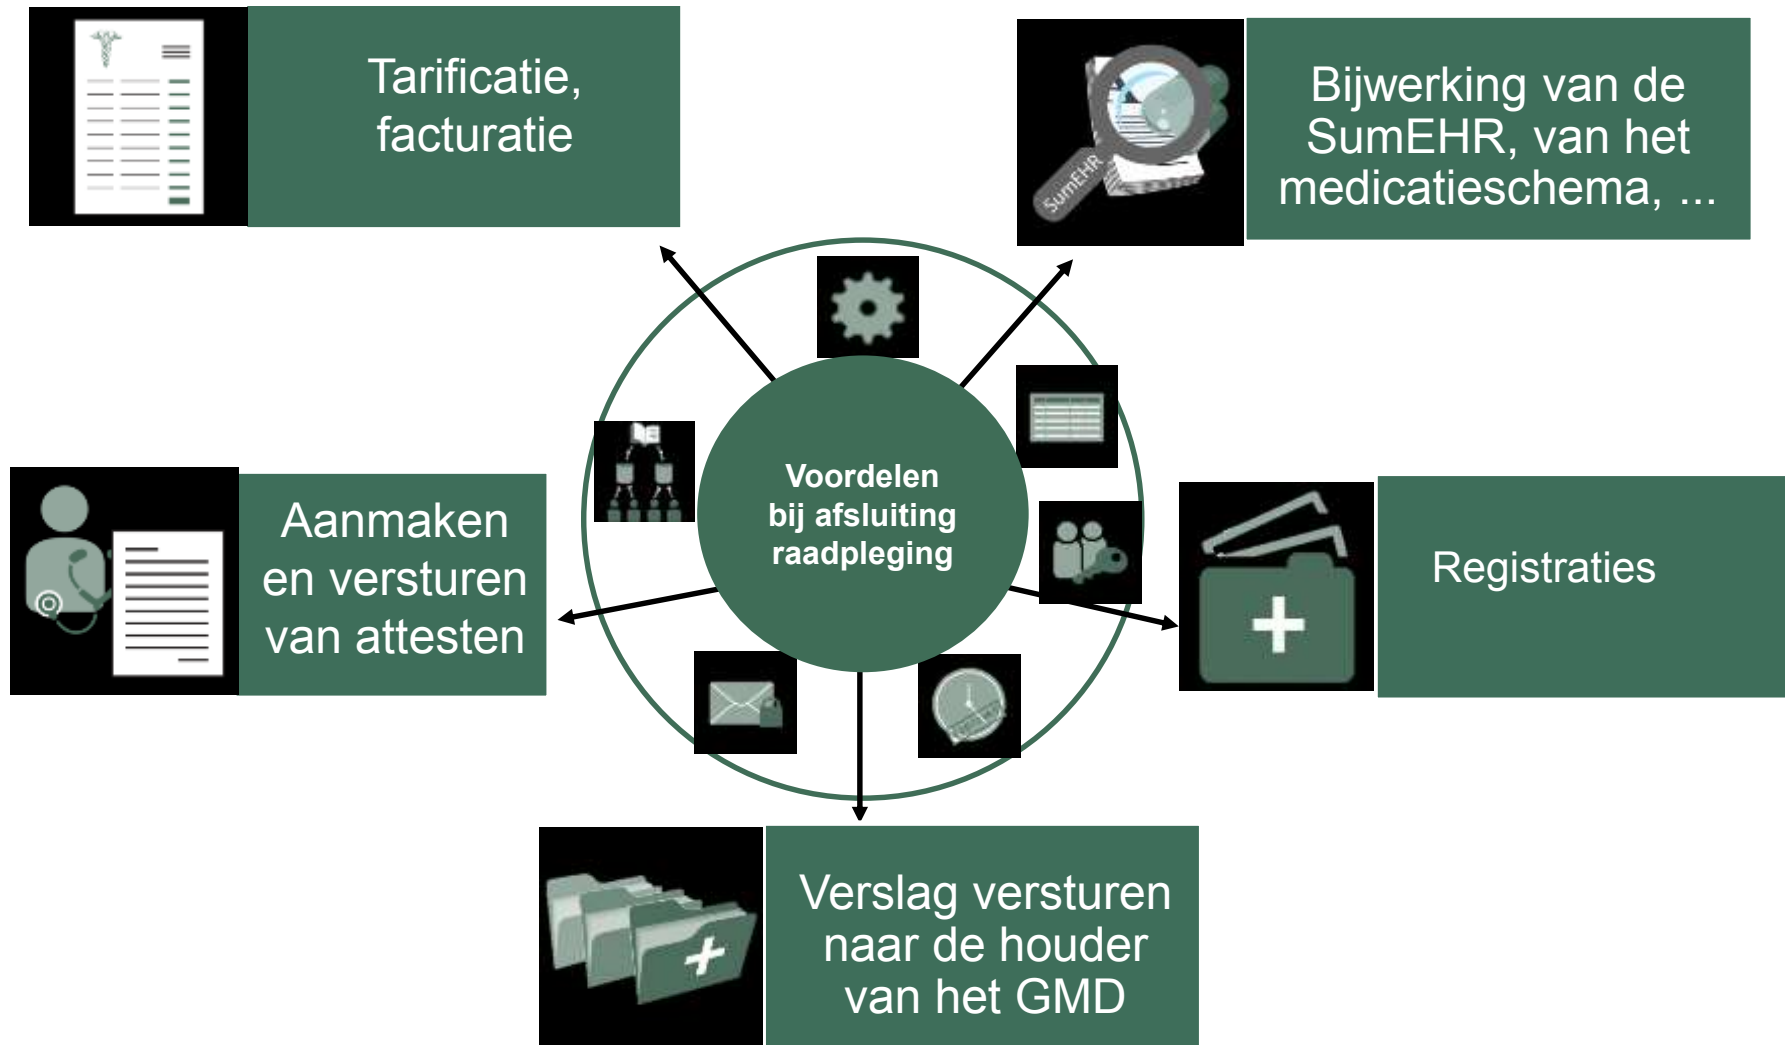 Tarificatie,
facturatie
Bijwerking van de
SumEHR, van het
medicatieschema, ...
SumEHR
Voordelen
bij afsluiting
raadpleging
Aanmaken
en versturen
van attesten
Registraties
Verslag versturen
naar de houder
van het GMD